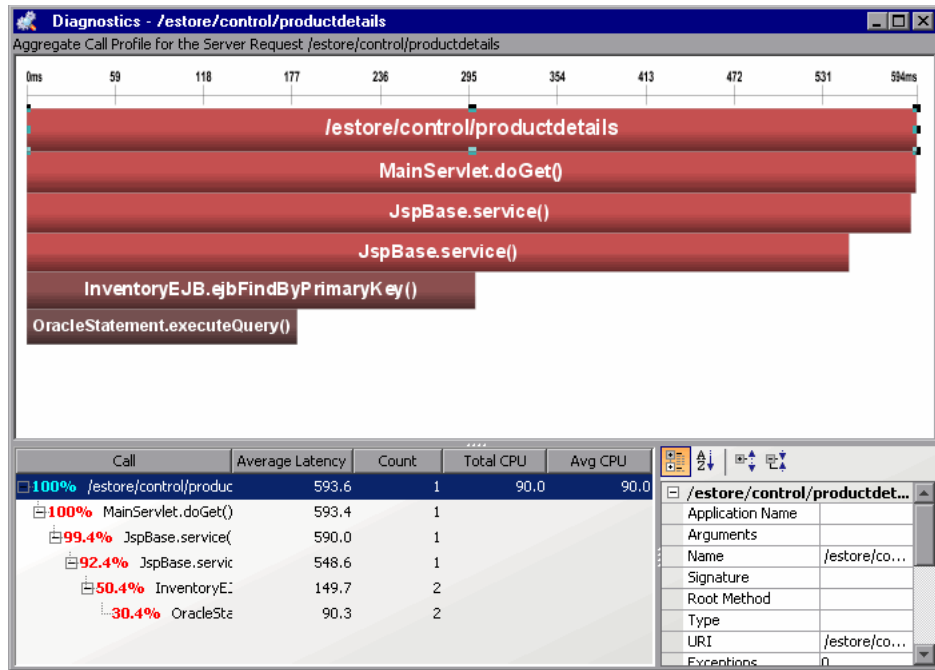 Diagnostics - /estore/control/productdetails
Aggregate Call Profile for the Server Request /estore/control/productdetails
0ms 59 118 177 236 295 354 413 472 531 594ms
/estore/control/productdetails
MainServlet.doGet()
JspBase.service()
JspBase.service()
InventoryEJB.ejbFindByPrimaryKey()
OracleStatement.executeQuery()
Call Average Latency Count Total CPU Avg CPU
100% /estore/control/produc 593.6 1 90.0 90.0
100% MainServlet.doGet() 593.4 1
99.4% JspBase.service( 590.0 1
92.4% JspBase.servic 548.6 1
50.4% InventoryEJ 149.7 2
30.4% OracleSta 90.3 2
/estore/control/productdet...
Application Name
Arguments
Name /estore/co...
Signature
Root Method
Type
URI /estore/co...
Exceptions 0